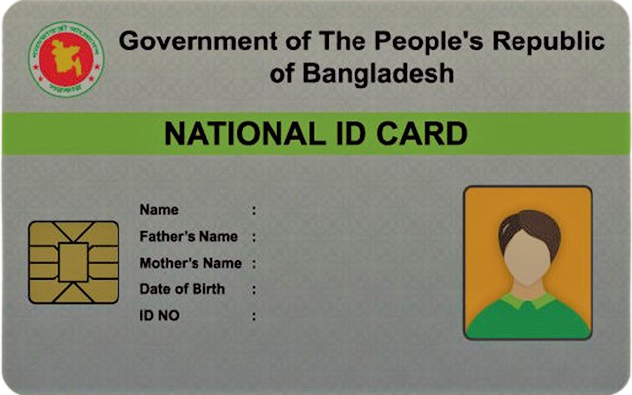 সরকার
Government of The People's Republic
of Bangladesh
NATIONAL ID CARD
Name :
Father's Name :
Mother's Name :
Date of Birth :
ID NO :